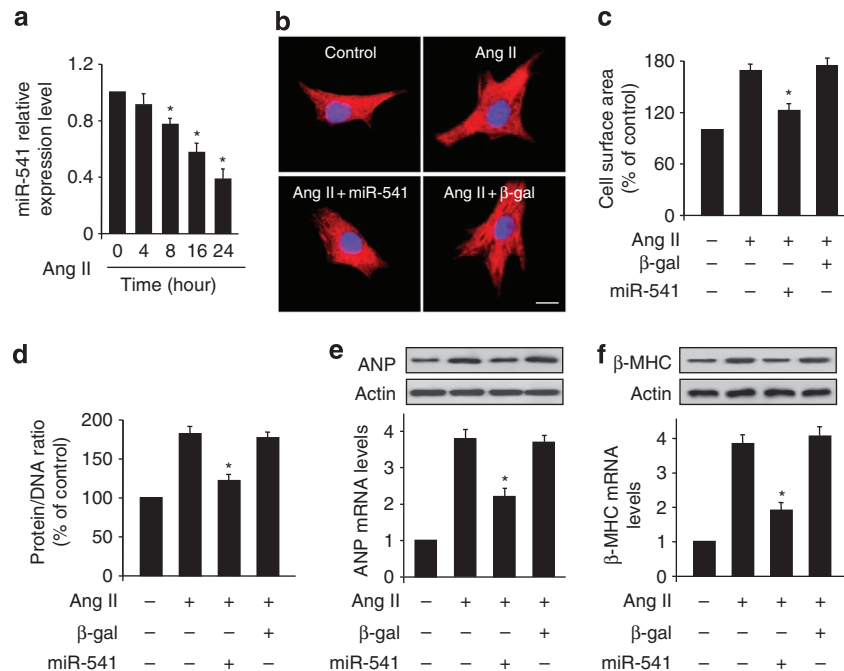 a
miR-541 relative
expression level
1.2
0.8
0.4
0
* * *
0 4 8 16 24
Ang II
Time (hour)
b
Control
Ang II
Ang II + miR-541
Ang II + β-gal
c
Cell surface area
(% of control)
180
120
60
0
*
Ang II – + + +
β-gal – – – +
miR-541 – – + –
d
Protein/DNA ratio
(% of control)
200
150
100
50
0
*
Ang II – + + +
β-gal – – – +
miR-541 – – + –
e
ANP
Actin
ANP mRNA levels
4
3
2
1
0
*
Ang II – + + +
β-gal – – – +
miR-541 – – + –
f
β-MHC
Actin
β-MHC mRNA
levels
4
3
2
1
0
*
Ang II – + + +
β-gal – – – +
miR-541 – – + –